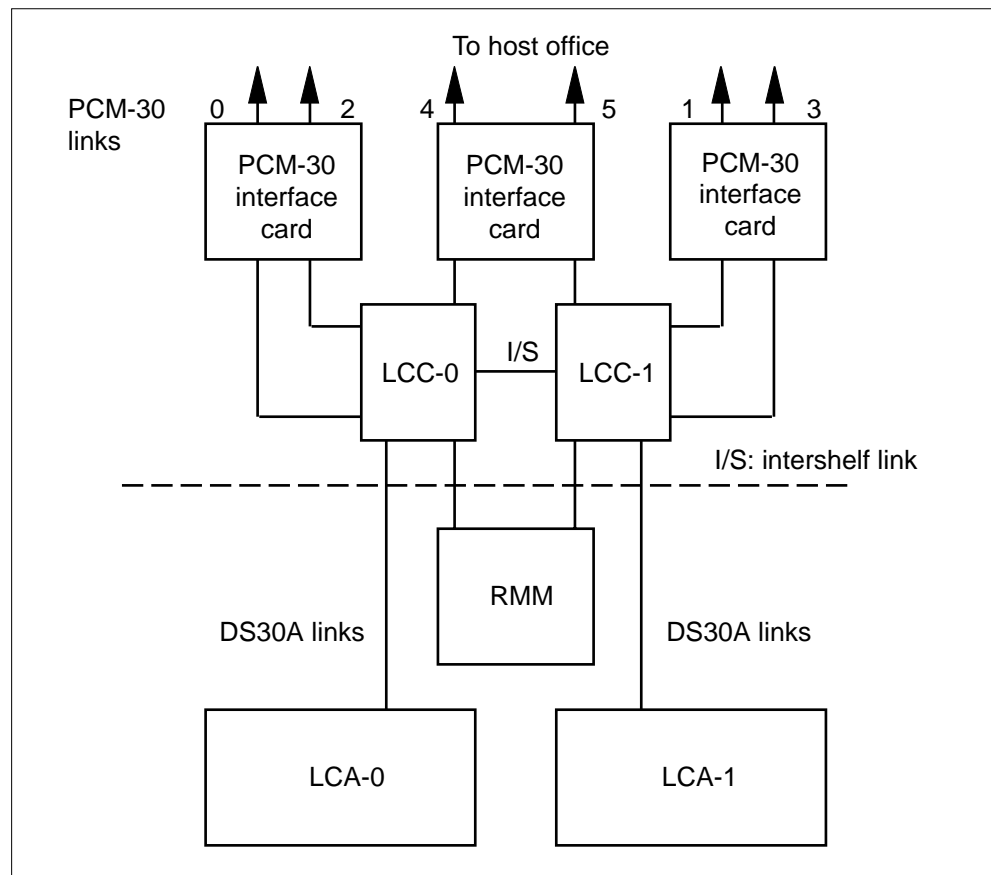 To host office
PCM-30
links
0
2
4
5
1
3
PCM-30
interface
card
PCM-30
interface
card
PCM-30
interface
card
LCC-0
I/S
LCC-1
I/S: intershelf link
RMM
DS30A links
DS30A links
LCA-0
LCA-1